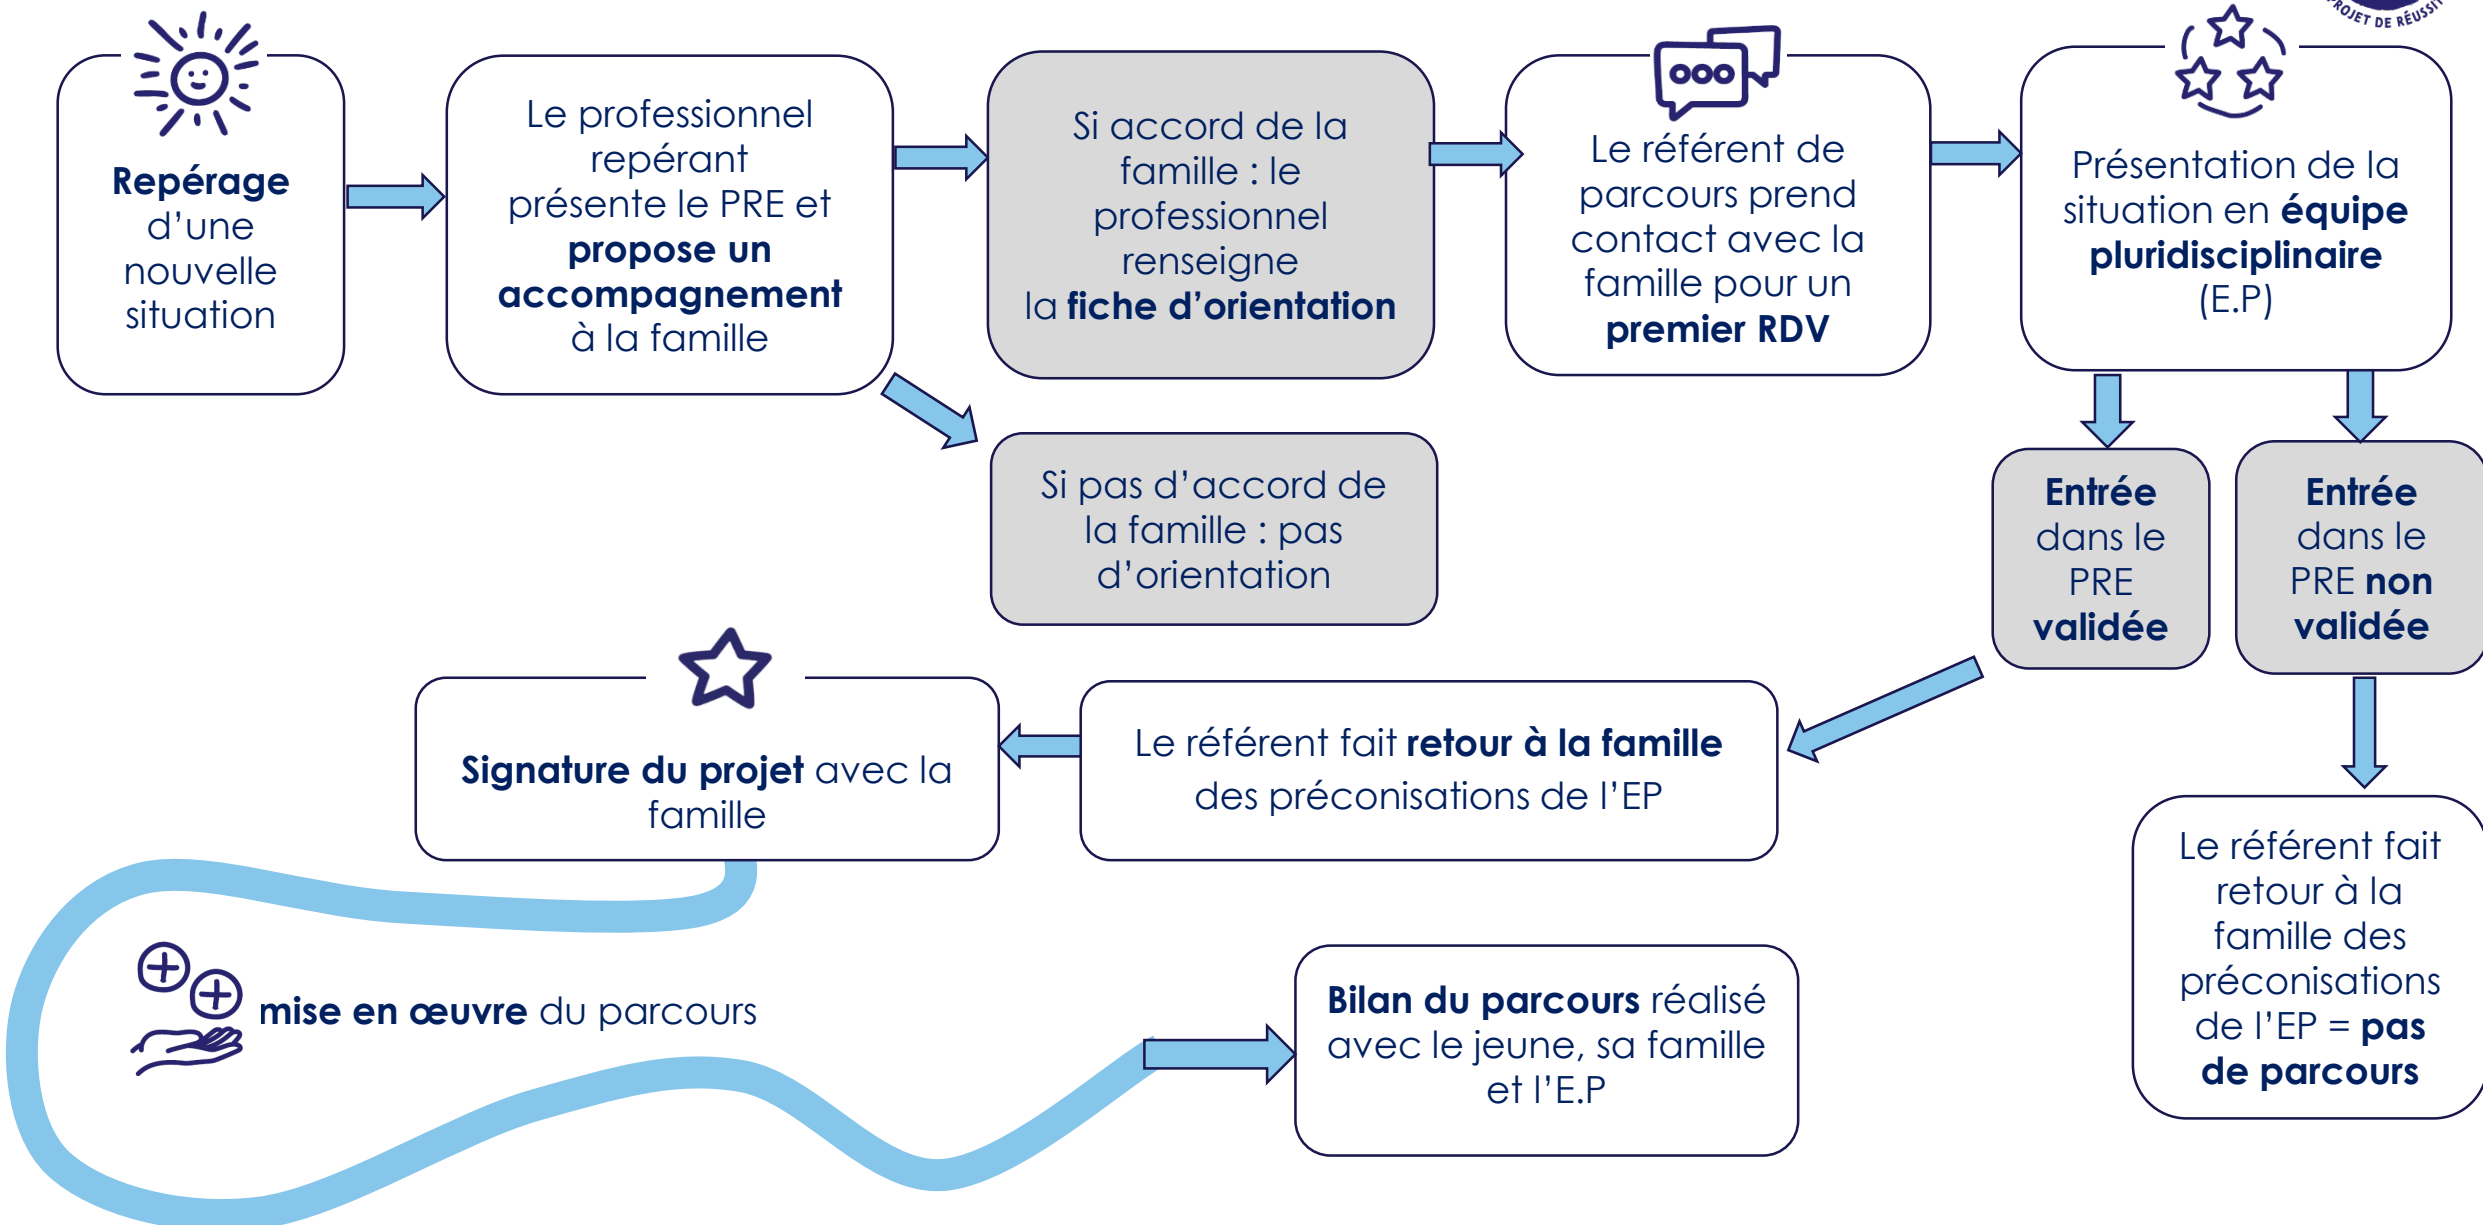 PROJET DE RÉUSSIT
Repérage
d’une
nouvelle
situation
Le professionnel
repérant
présente le PRE et
propose un
accompagnement
à la famille
Si accord de la
famille : le
professionnel
renseigne
la fiche d’orientation
Le référent de
parcours prend
contact avec la
famille pour un
premier RDV
Présentation de la
situation en équipe
pluridisciplinaire
(E.P)
Si pas d’accord de
la famille : pas
d’orientation
Entrée
dans le
PRE
validée
Entrée
dans le
PRE non
validée
Le référent fait retour à la famille
des préconisations de l’EP
Signature du projet avec la
famille
Le référent fait
retour à la
famille des
préconisations
de l’EP = pas
de parcours
mise en œuvre du parcours
Bilan du parcours réalisé
avec le jeune, sa famille
et l’E.P